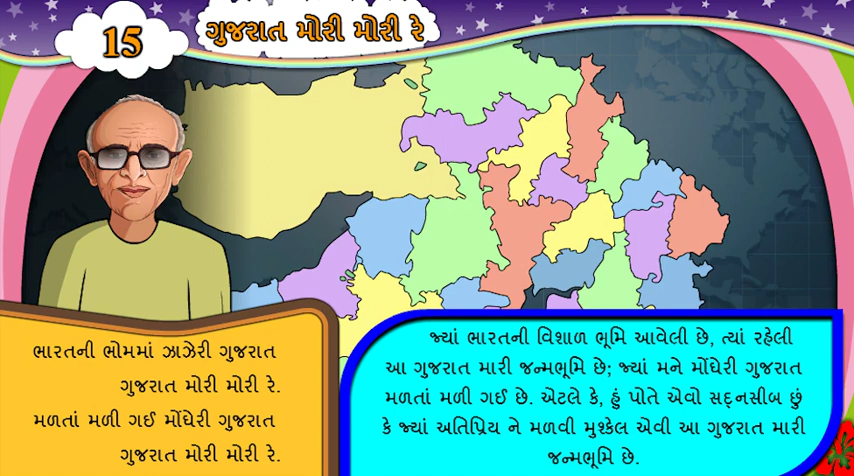 15
ગુજરાત મોરી મોરી રે
ભારતની ભોમમાં ઝાઝેરી ગુજરાત
ગુજરાત મોરી મોરી રે.
મળતાં મળી ગઈ મોંઘેરી ગુજરાત
ગુજરાત મોરી મોરી રે.
જ્યાં ભારતની વિશાળ ભૂમિ આવેલી છે, ત્યાં રહેલી
આ ગુજરાત મારી જન્મભૂમિ છે; જ્યાં મને મોંઘેરી ગુજરાત
મળતાં મળી ગઈ છે. એટલે કે, હું પોતે એવો સદ્નસીબ છું
કે જ્યાં અતિપ્રિય ને મળવી મુશ્કેલ એવી આ ગુજરાત મારી
જન્મભૂમિ છે.